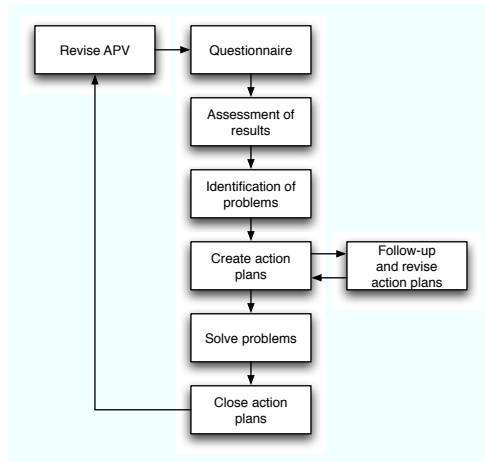 Revise APV
Questionnaire
Assessment of
results
Identification of
problems
Create action
plans
Follow-up
and revise
action plans
Solve problems
Close action
plans